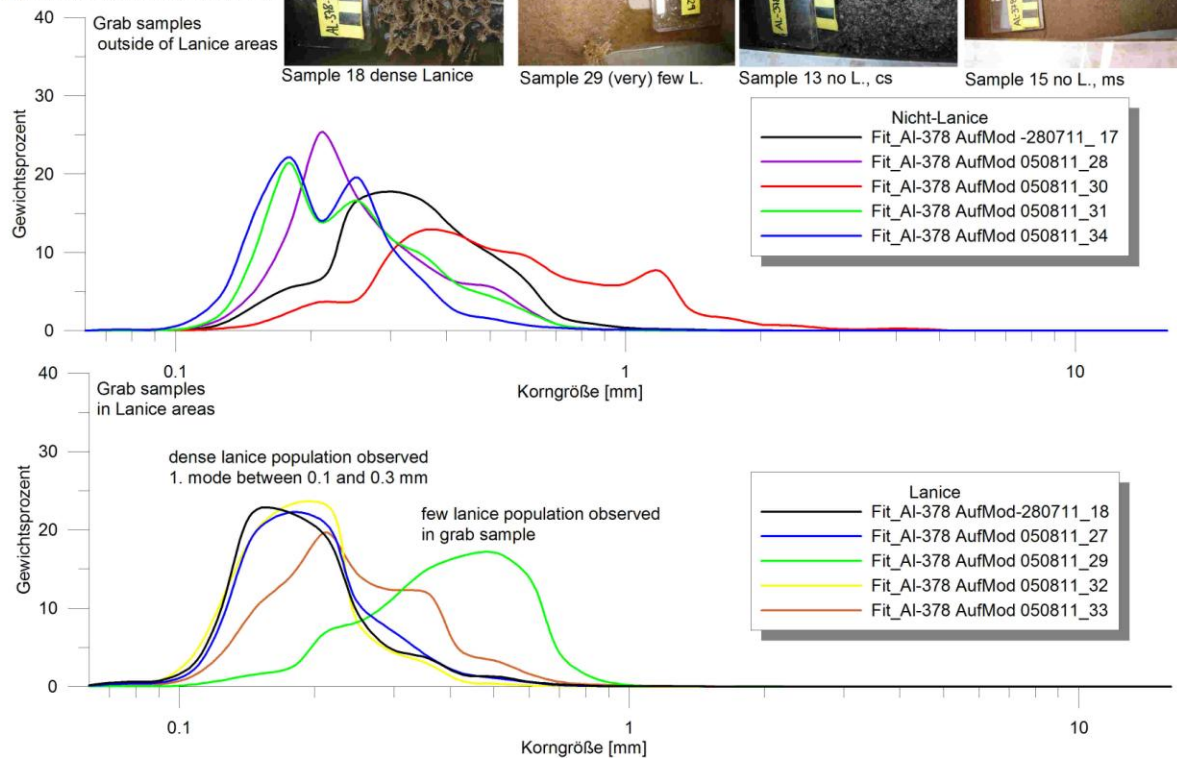 Grab samples
outside of Lanice areas
Sample 18 dense Lanice
Sample 29 (very) few L.
Sample 13 no L., cs
Sample 15 no L., ms
40
30
20
10
0
Gewichtsprozent
Nicht-Lanice
Fit_Al-378 AufMod -280711_ 17
Fit_Al-378 AufMod 050811_28
Fit_Al-378 AufMod 050811_30
Fit_Al-378 AufMod 050811_31
Fit_Al-378 AufMod 050811_34
0.1
1
10
Korngröße [mm]
40
30
20
10
0
Gewichtsprozent
Grab samples
in Lanice areas
dense lanice population observed
1. mode between 0.1 and 0.3 mm
few lanice population observed
in grab sample
Lanice
Fit_Al-378 AufMod-280711_18
Fit_Al-378 AufMod 050811_27
Fit_Al-378 AufMod 050811_29
Fit_Al-378 AufMod 050811_32
Fit_Al-378 AufMod 050811_33
0.1
1
10
Korngröße [mm]